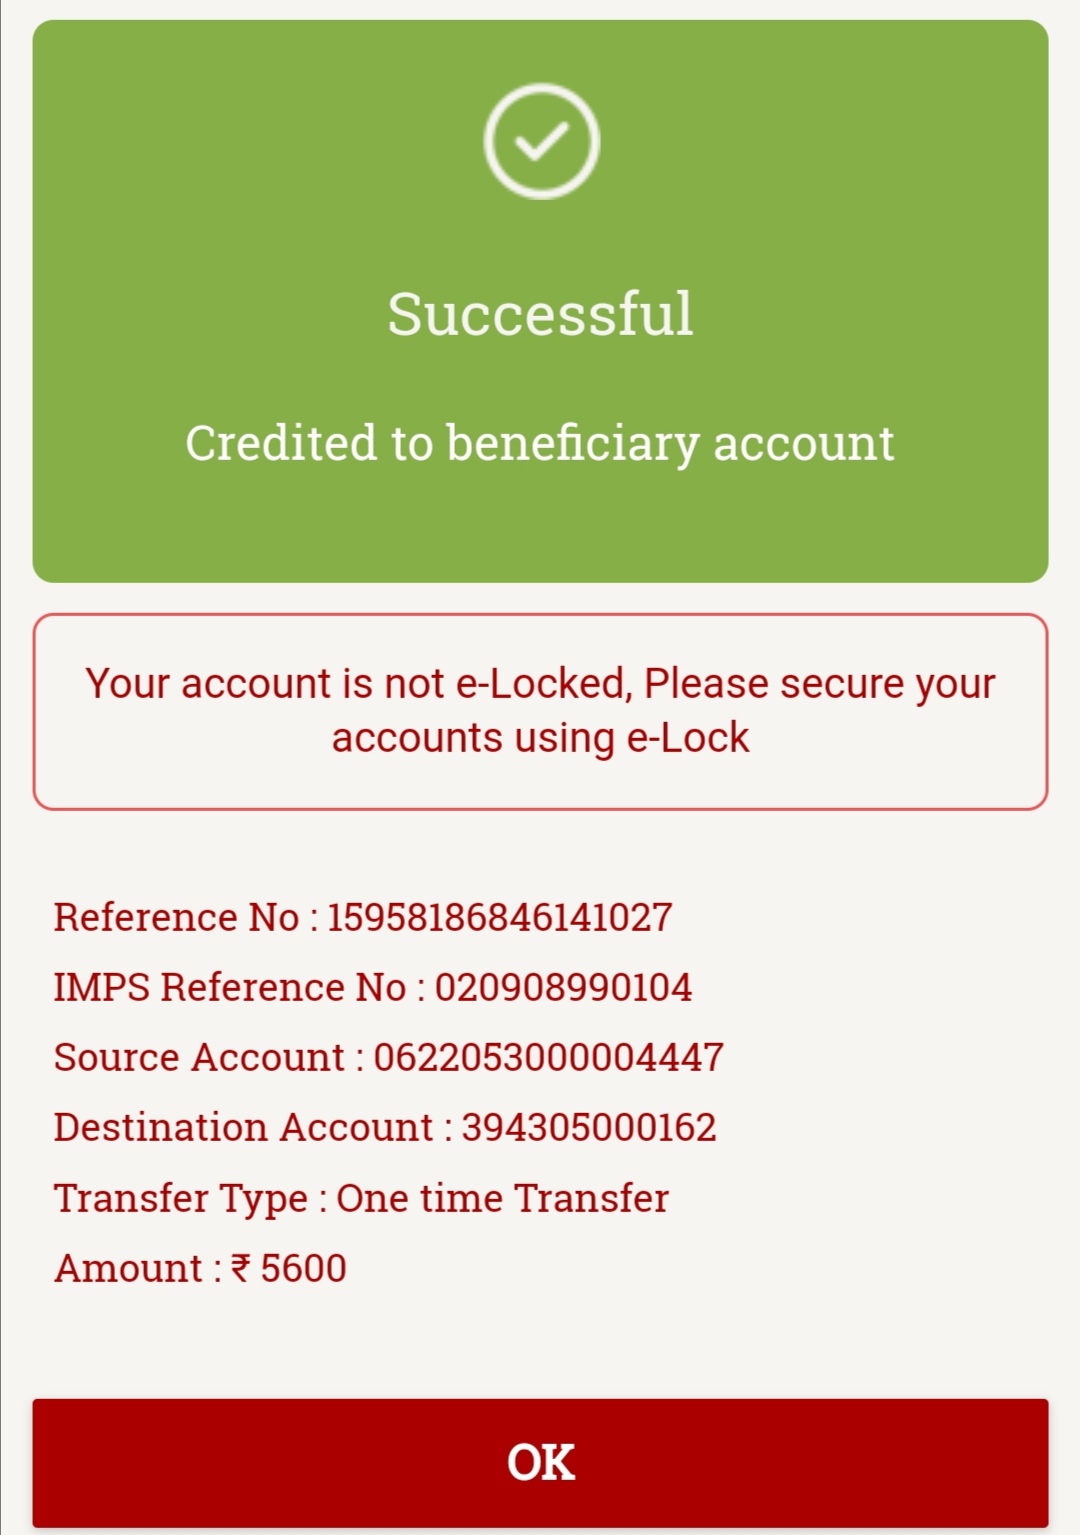 Successful
Credited to beneficiary account
Your account is not e-Locked, Please secure your
accounts using e-Lock
Reference No : 15958186846141027
IMPS Reference No : 020908990104
Source Account : 0622053000004447
Destination Account : 394305000162
Transfer Type : One time Transfer
Amount : ₹ 5600
OK